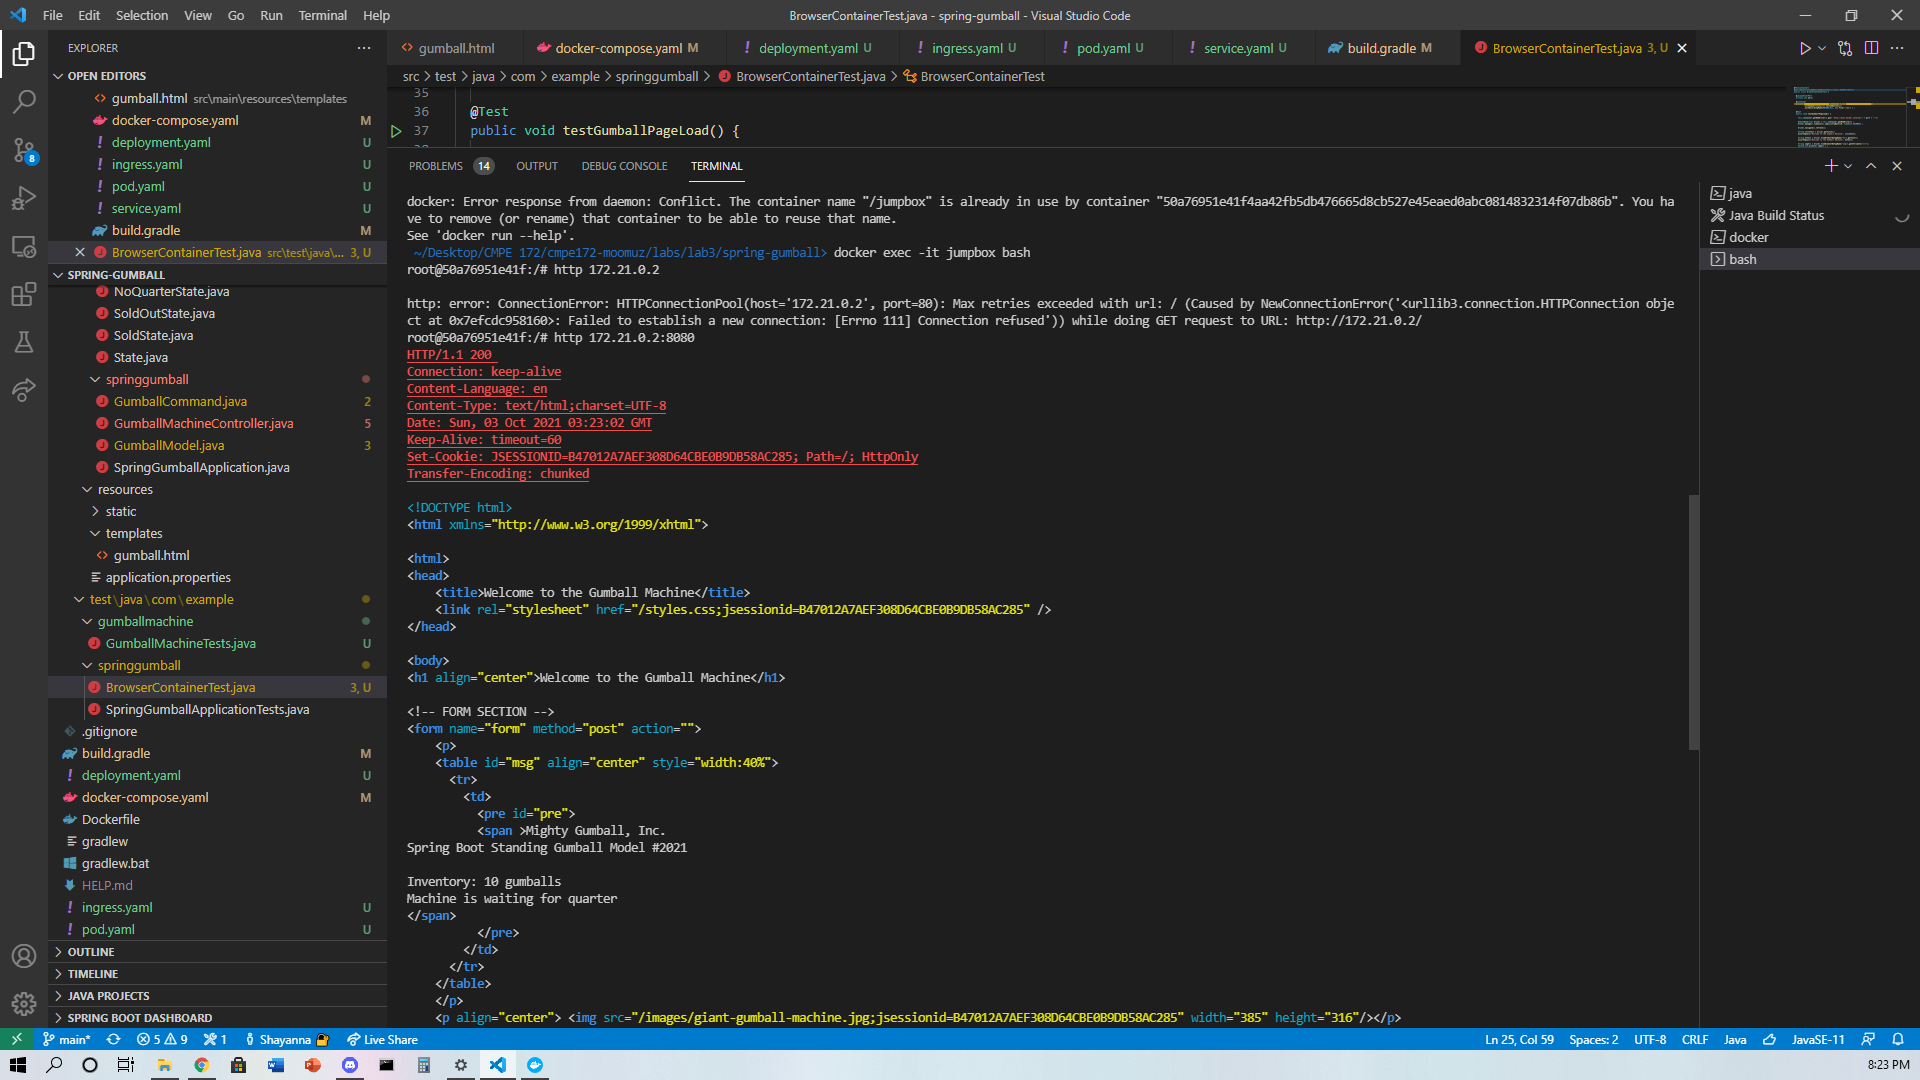 File Edit Selection View Go Run Terminal Help
BrowserContainerTest.java - spring-gumball - Visual Studio Code
EXPLORER
OPEN EDITORS
gumball.html src\main\resources\templates
docker-compose.yaml M
deployment.yaml U
ingress.yaml U
pod.yaml U
service.yaml U
build.gradle M
BrowserContainerTest.java src\test\java\... 3, U
SPRING-GUMBALL
NoQuarterState.java
SoldOutState.java
SoldState.java
State.java
springgumball
GumballCommand.java 2
GumballMachineController.java 5
GumballModel.java 3
SpringGumballApplication.java
resources
static
templates
gumball.html
application.properties
test\java\com\example
gumballmachine
GumballMachineTests.java U
springgumball
BrowserContainerTest.java 3, U
SpringGumballApplicationTests.java
.gitignore
build.gradle M
deployment.yaml U
docker-compose.yaml M
Dockerfile
gradlew
gradlew.bat
HELP.md
ingress.yaml U
pod.yaml U
OUTLINE
TIMELINE
JAVA PROJECTS
SPRING BOOT DASHBOARD
8
gumball.html
docker-compose.yaml M
deployment.yaml U
ingress.yaml U
pod.yaml U
service.yaml U
build.gradle M
BrowserContainerTest.java 3, U
src > test > java > com > example > springgumball > BrowserContainerTest.java > BrowserContainerTest
35
36 @Test
37 public void testGumballPageLoad() {
PROBLEMS 14 OUTPUT DEBUG CONSOLE TERMINAL
docker: Error response from daemon: Conflict. The container name "/jumpbox" is already in use by container "50a76951e41f4aa42fb5db476665d8cb527e45eaed0abc0814832314f07db86b". You ha
ve to remove (or rename) that container to be able to reuse that name.
See 'docker run --help'.
~/Desktop/CMPE 172/cmpe172-moomuz/labs/lab3/spring-gumball> docker exec -it jumpbox bash
root@50a76951e41f:/# http 172.21.0.2
http: error: ConnectionError: HTTPConnectionPool(host='172.21.0.2', port=80): Max retries exceeded with url: / (Caused by NewConnectionError('<urllib3.connection.HTTPConnection obje
ct at 0x7efcdc958160>: Failed to establish a new connection: [Errno 111] Connection refused')) while doing GET request to URL: http://172.21.0.2/
root@50a76951e41f:/# http 172.21.0.2:8080
HTTP/1.1 200
Connection: keep-alive
Content-Language: en
Content-Type: text/html;charset=UTF-8
Date: Sun, 03 Oct 2021 03:23:02 GMT
Keep-Alive: timeout=60
Set-Cookie: JSESSIONID=B47012A7AEF308D64CBE0B9DB58AC285; Path=/; HttpOnly
Transfer-Encoding: chunked
<!DOCTYPE html>
<html xmlns="http://www.w3.org/1999/xhtml">
<html>
<head>
<title>Welcome to the Gumball Machine</title>
<link rel="stylesheet" href="/styles.css;jsessionid=B47012A7AEF308D64CBE0B9DB58AC285" />
</head>
<body>
<h1 align="center">Welcome to the Gumball Machine</h1>
<!-- FORM SECTION -->
<form name="form" method="post" action="">
<p>
<table id="msg" align="center" style="width:40%">
<tr>
<td>
<pre id="pre">
<span >Mighty Gumball, Inc.
Spring Boot Standing Gumball Model #2021
Inventory: 10 gumballs
Machine is waiting for quarter
</span>
</pre>
</td>
</tr>
</table>
</p>
<p align="center"> <img src="/images/giant-gumball-machine.jpg;jsessionid=B47012A7AEF308D64CBE0B9DB58AC285" width="385" height="316"/></p>
java
Java Build Status
docker
bash
main* 5 9 1 Shayanna Live Share
Ln 25, Col 59 Spaces: 2 UTF-8 CRLF Java JavaSE-11
8:23 PM